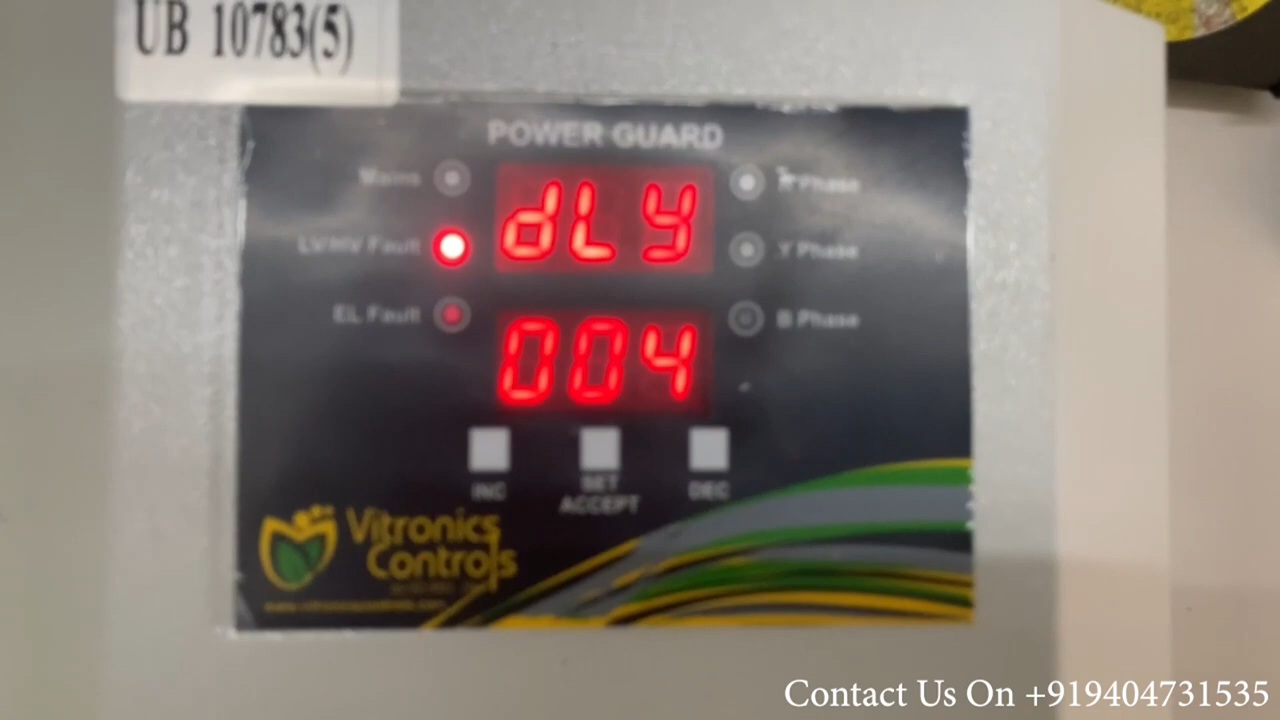 UB 10783(5)
POWER GUARD
Mains
dLY
R Phase
LV/HV Fault
Y Phase
EL Fault
004
B Phase
INC
SET
ACCEPT
DEC
Vitronics
Controls
Contact Us On +919404731535